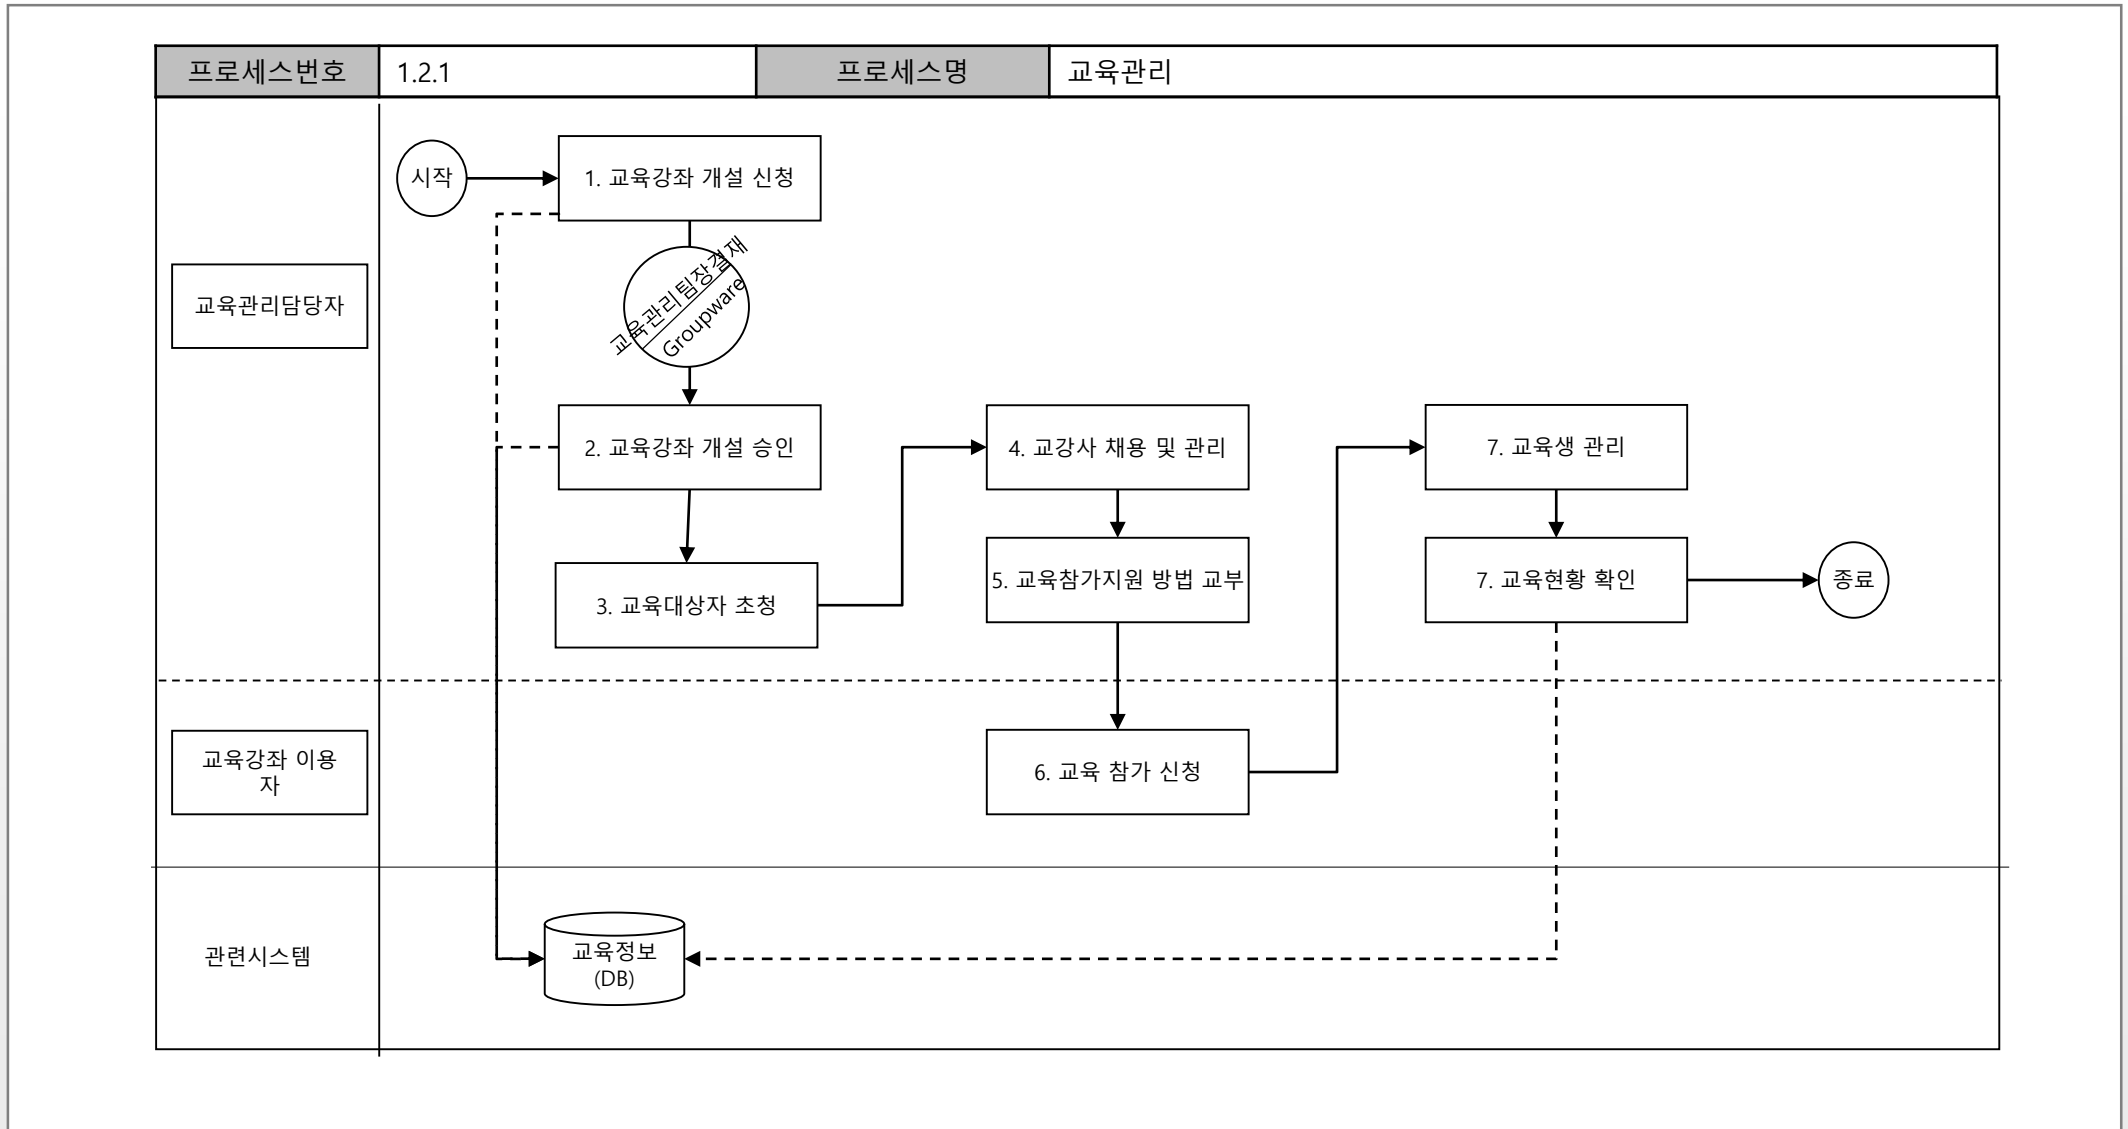 프로세스번호
1.2.1
프로세스명
교육관리
시작
1. 교육강좌 개설 신청
교육관리팀장결재
Groupware
교육관리담당자
2. 교육강좌 개설 승인
4. 교강사 채용 및 관리
7. 교육생 관리
3. 교육대상자 초청
5. 교육참가지원 방법 교부
7. 교육현황 확인
종료
교육강좌 이용
자
6. 교육 참가 신청
관련시스템
교육정보
(DB)